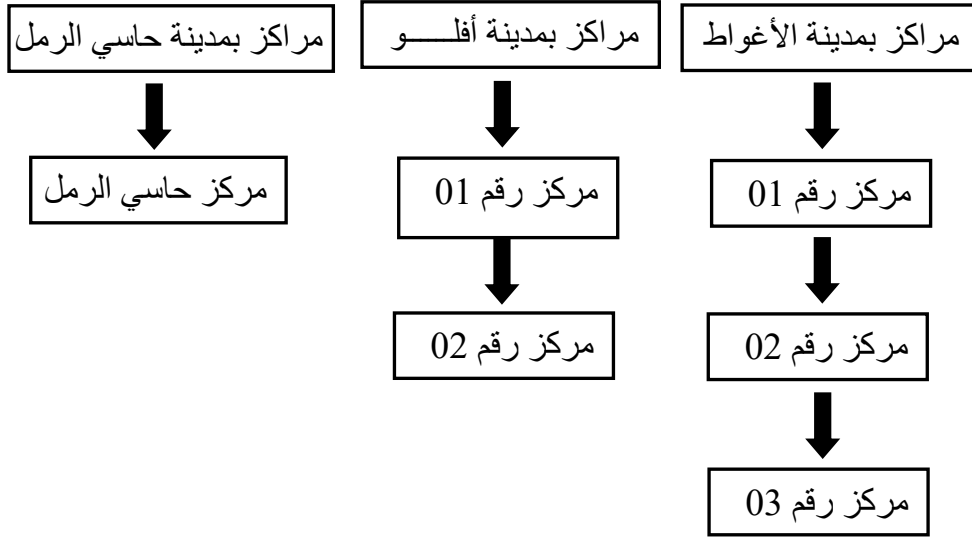 مراكز بمدينة الأغواط
مراكز بمدينة أفلـــــو
مراكز بمدينة حاسي الرمل
مركز رقم 01
مركز رقم 01
مركز حاسي الرمل
مركز رقم 02
مركز رقم 02
مركز رقم 03